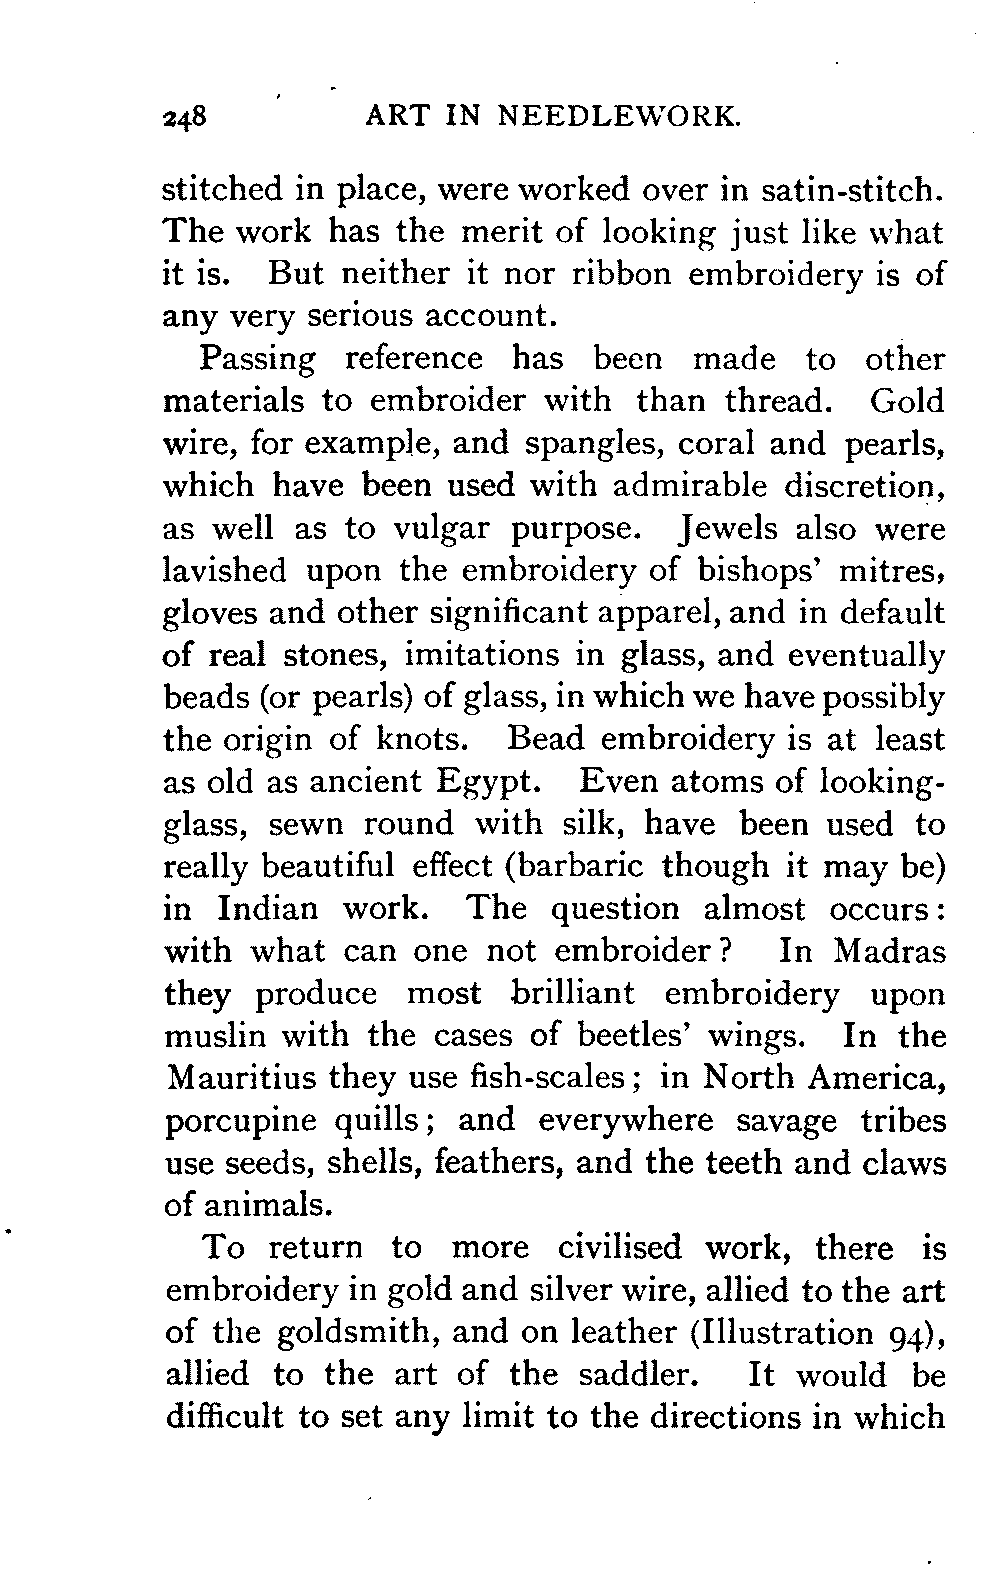 248 ART IN NEEDLEWORK.
stitched in place, were worked over in satin-stitch.
The work has the merit of looking just like what
it is. But neither it nor ribbon embroidery is of
any very serious account.
Passing reference has been made to other
materials to embroider with than thread. Gold
wire, for example, and spangles, coral and pearls,
which have been used with admirable discretion,
as well as to vulgar purpose. Jewels also were
lavished upon the embroidery of bishops' mitres,
gloves and other significant apparel, and in default
of real stones, imitations in glass, and eventually
beads (or pearls) of glass, in which we have possibly
the origin of knots. Bead embroidery is at least
as old as ancient Egypt. Even atoms of looking-
glass, sewn round with silk, have been used to
really beautiful effect (barbaric though it may be)
in Indian work. The question almost occurs:
with what can one not embroider? In Madras
they produce most brilliant embroidery upon
muslin with the cases of beetles' wings. In the
Mauritius they use fish-scales; in North America,
porcupine quills; and everywhere savage tribes
use seeds, shells, feathers, and the teeth and claws
of animals.
To return to more civilised work, there is
embroidery in gold and silver wire, allied to the art
of the goldsmith, and on leather (Illustration 94),
allied to the art of the saddler. It would be
difficult to set any limit to the directions in which